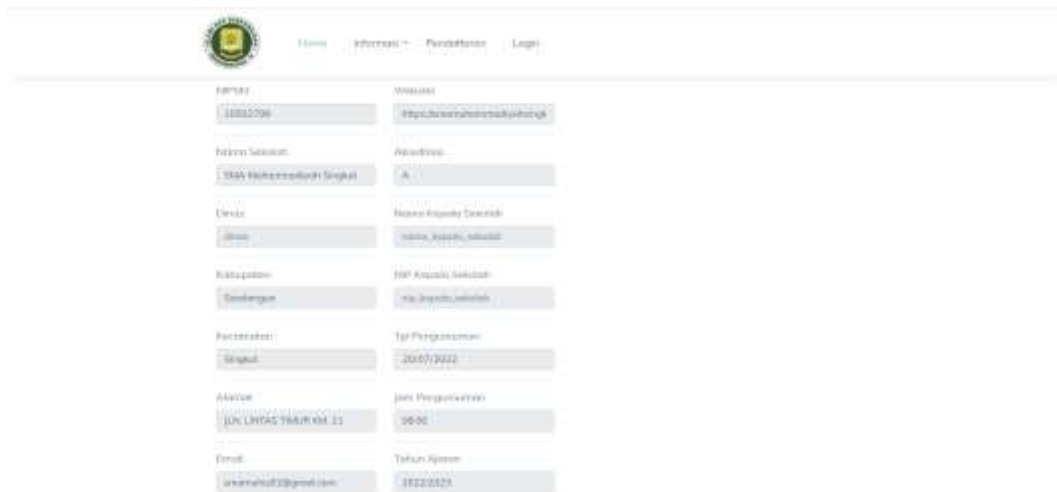 Home Informasi Pendaftaran Login
NPSN Website
Nama Sekolah Akreditasi
SMA Muhammadiyah Singkut A
Dinas Nama Kepala Sekolah
dinas nama_kepala_sekolah
Kabupaten NIP Kepala Sekolah
Sarolangun nip_kepala_sekolah
Kecamatan Tgl Pengumuman
Singkut 20/07/2022
Alamat Jam Pengumuman
JLN. LINTAS TIMUR KM. 21
Email Tahun Ajaran
2022/2023